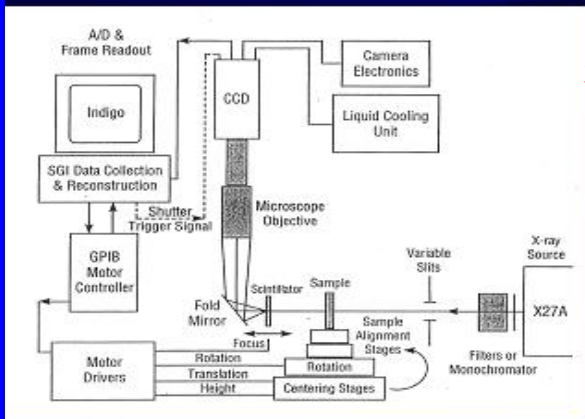 A/D &
Frame Readout
Indigo
SGI Data Collection
& Reconstruction
Shutter
Trigger Signal
GPIB
Motor
Controller
Motor
Drivers
CCD
Camera
Electronics
Liquid Cooling
Unit
Microscope
Objective
Fold
Mirror
Scintillator
Focus
Sample
Variable
Slits
X-ray
Source
X27A
Filters or
Monochromator
Sample
Alignment
Stages
Rotation
Translation
Height
Rotation
Centering Stages